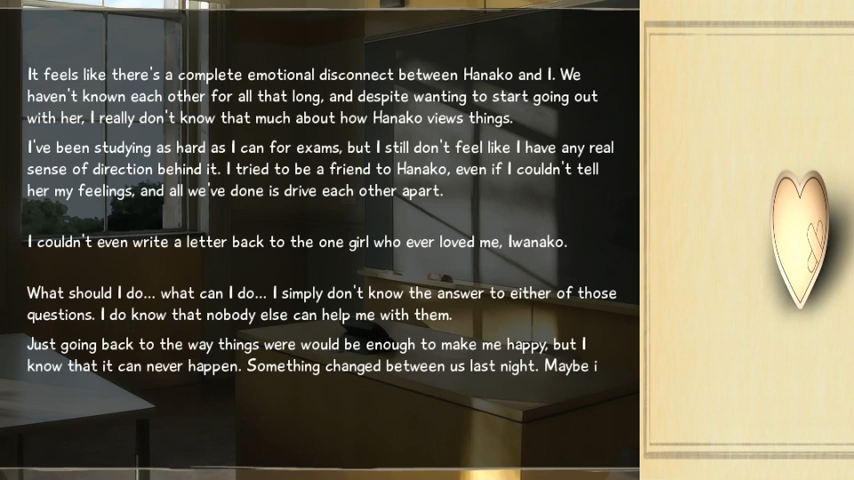 It feels like there's a complete emotional disconnect between Hanako and I. We
haven't known each other for all that long, and despite wanting to start going out
with her, I really don't know that much about how Hanako views things.
I've been studying as hard as I can for exams, but I still don't feel like I have any real
sense of direction behind it. I tried to be a friend to Hanako, even if I couldn't tell
her my feelings, and all we've done is drive each other apart.
I couldn't even write a letter back to the one girl who ever loved me, Iwanako.
What should I do... what can I do... I simply don't know the answer to either of those
questions. I do know that nobody else can help me with them.
Just going back to the way things were would be enough to make me happy, but I
know that it can never happen. Something changed between us last night. Maybe i